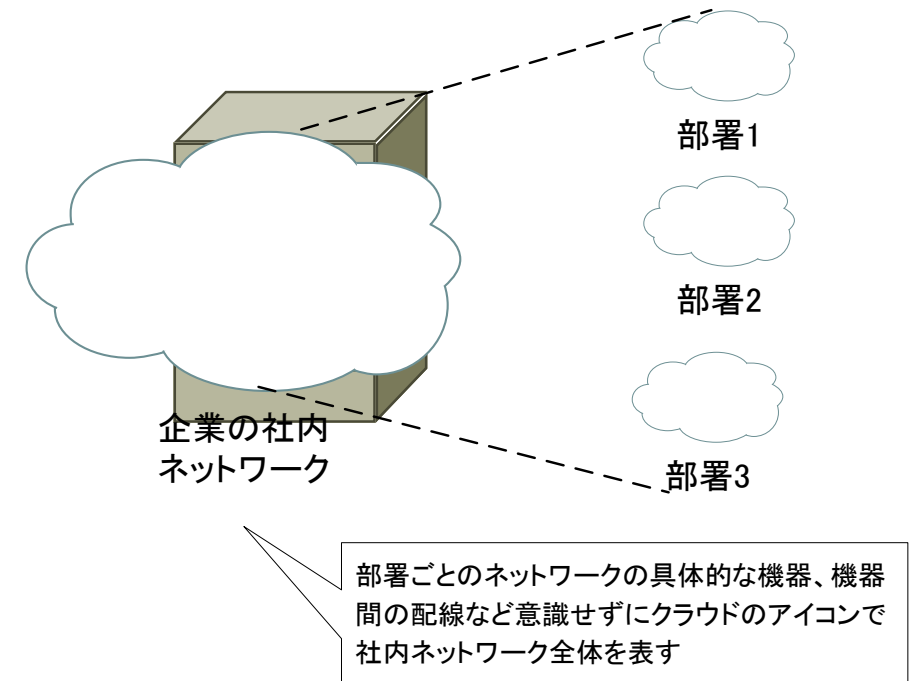 部署1
部署2
部署3
企業の社内
ネットワーク
部署ごとのネットワークの具体的な機器、機器
間の配線など意識せずにクラウドのアイコンで
社内ネットワーク全体を表す